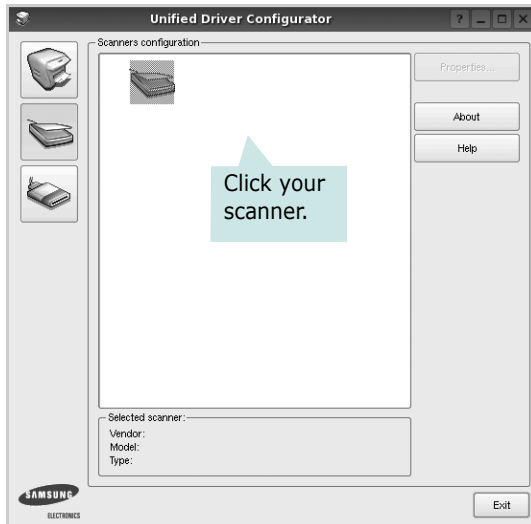 Unified Driver Configurator
Scanners configuration
Properties...
About
Help
Click your
scanner.
Selected scanner:
Vendor:
Model:
Type:
SAMSUNG
ELECTRONICS
Exit